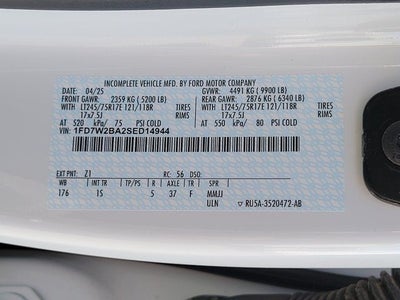 INCOMPLETE VEHICLE MFD. BY FORD MOTOR COMPANY
DATE: 04/25 GVWR: 4491 KG (9900 LB)
FRONT GAWR: 2359 KG (5200 LB) REAR GAWR: 2876 KG (6340 LB)
WITH LT245/75R17E 121/118R TIRES WITH LT245/75R17E 121/118R TIRES
17x7.5J RIMS 17x7.5J RIMS
AT 520 kPa/ 75 PSI COLD AT 550 kPa/ 80 PSI COLD
VIN: 1FD7W2BA2SED14944
EXT PNT: Z1 RC: 56 DSO:
WB INT TR TP/PS R AXLE TR
176 1S 5 37 F MMJJ
ULN ▽ RU5A-3520472-AB